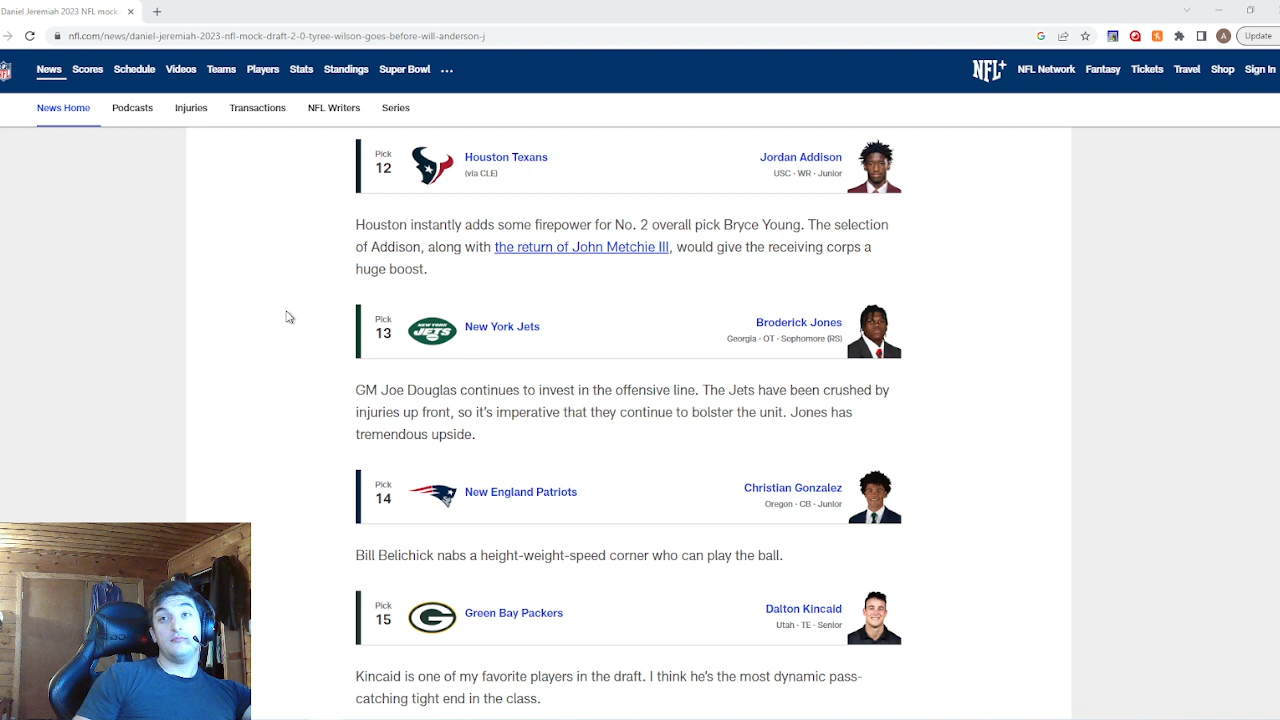 Daniel Jeremiah 2023 NFL mock
nfl.com/news/daniel-jeremiah-2023-nfl-mock-draft-2-0-tyree-wilson-goes-before-will-anderson-j
A
Update
NFL
News Scores Schedule Videos Teams Players Stats Standings Super Bowl ...
NFL+ NFL Network Fantasy Tickets Travel Shop Sign In
News Home Podcasts Injuries Transactions NFL Writers Series
Pick
12
Houston Texans
(via CLE)
Jordan Addison
USC · WR · Junior
Houston instantly adds some firepower for No. 2 overall pick Bryce Young. The selection
of Addison, along with the return of John Metchie III, would give the receiving corps a
huge boost.
Pick
13
NEW YORK
JETS
New York Jets
Broderick Jones
Georgia · OT · Sophomore (RS)
GM Joe Douglas continues to invest in the offensive line. The Jets have been crushed by
injuries up front, so it's imperative that they continue to bolster the unit. Jones has
tremendous upside.
Pick
14
New England Patriots
Christian Gonzalez
Oregon · CB · Junior
Bill Belichick nabs a height-weight-speed corner who can play the ball.
Pick
15
G
Green Bay Packers
Dalton Kincaid
Utah · TE · Senior
Kincaid is one of my favorite players in the draft. I think he's the most dynamic pass-
catching tight end in the class.